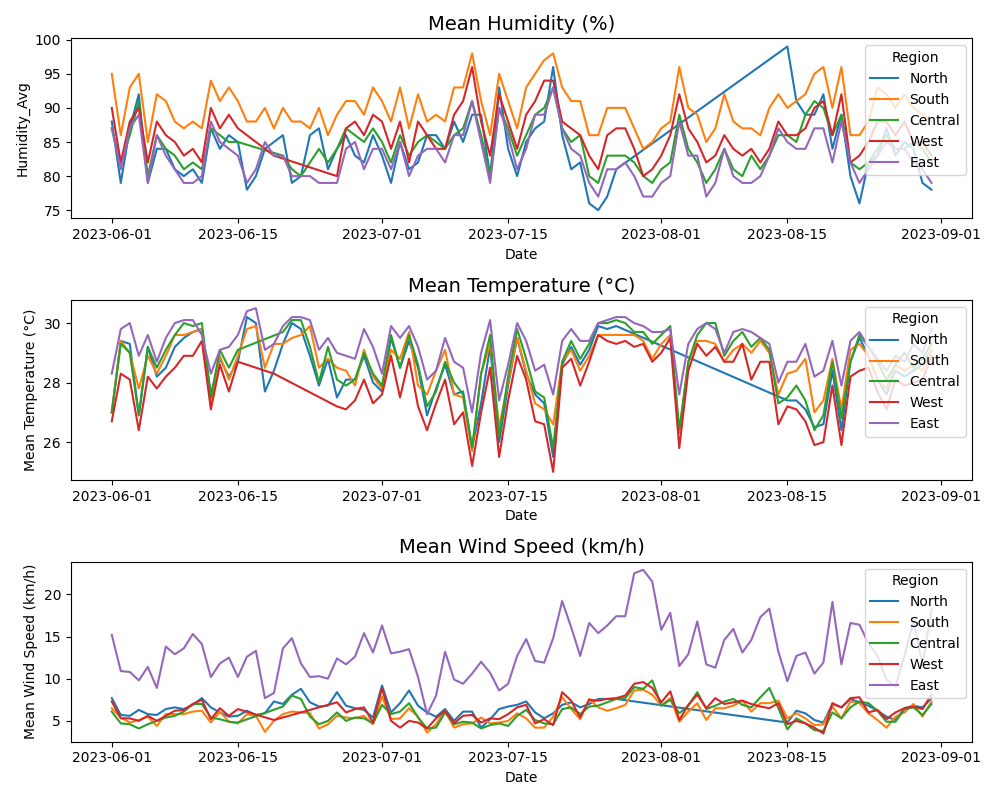 Mean Humidity (%)
Humidity_Avg
100
95
90
85
80
75
2023-06-01 2023-06-15 2023-07-01 2023-07-15 2023-08-01 2023-08-15 2023-09-01
Date
Region
North
South
Central
West
East
Mean Temperature (°C)
Mean Temperature (°C)
30
28
26
2023-06-01 2023-06-15 2023-07-01 2023-07-15 2023-08-01 2023-08-15 2023-09-01
Date
Region
North
South
Central
West
East
Mean Wind Speed (km/h)
Mean Wind Speed (km/h)
20
15
10
5
2023-06-01 2023-06-15 2023-07-01 2023-07-15 2023-08-01 2023-08-15 2023-09-01
Date
Region
North
South
Central
West
East